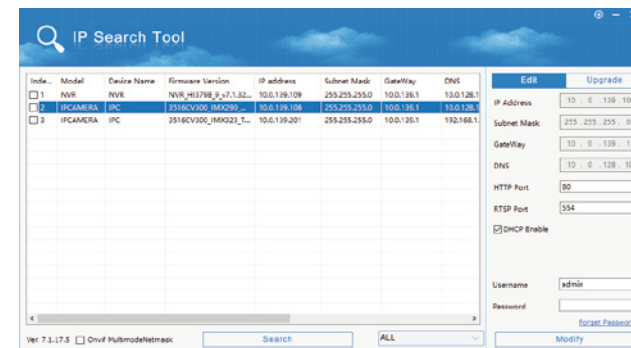 IP Search Tool
Inde... Model Device Name Firmware Version IP address Subnet Mask GateWay DNS
1 NVR NVR NVR_HI3798_9_v7.1.32... 10.0.139.109 255.255.255.0 10.0.139.1 10.0.128.1
2 IPCAMERA IPC 3516CV300_IMX290_... 10.0.139.108 255.255.255.0 10.0.139.1 10.0.128.1
3 IPCAMERA IPC 3516CV300_IMX323_T... 10.0.139.201 255.255.255.0 10.0.139.1 192.168.1.
Edit Upgrade
IP Address 10 . 0 . 139 . 10
Subnet Mask 255 . 255 . 255 . 0
GateWay 10 . 0 . 139 . 1
DNS 10 . 0 . 128 . 10
HTTP Port 80
RTSP Port 554
DHCP Enable
Username admin
Password
Forget Passwor
Ver. 7.1.17.5 Onvif MultimodeNetmask Search ALL Modify